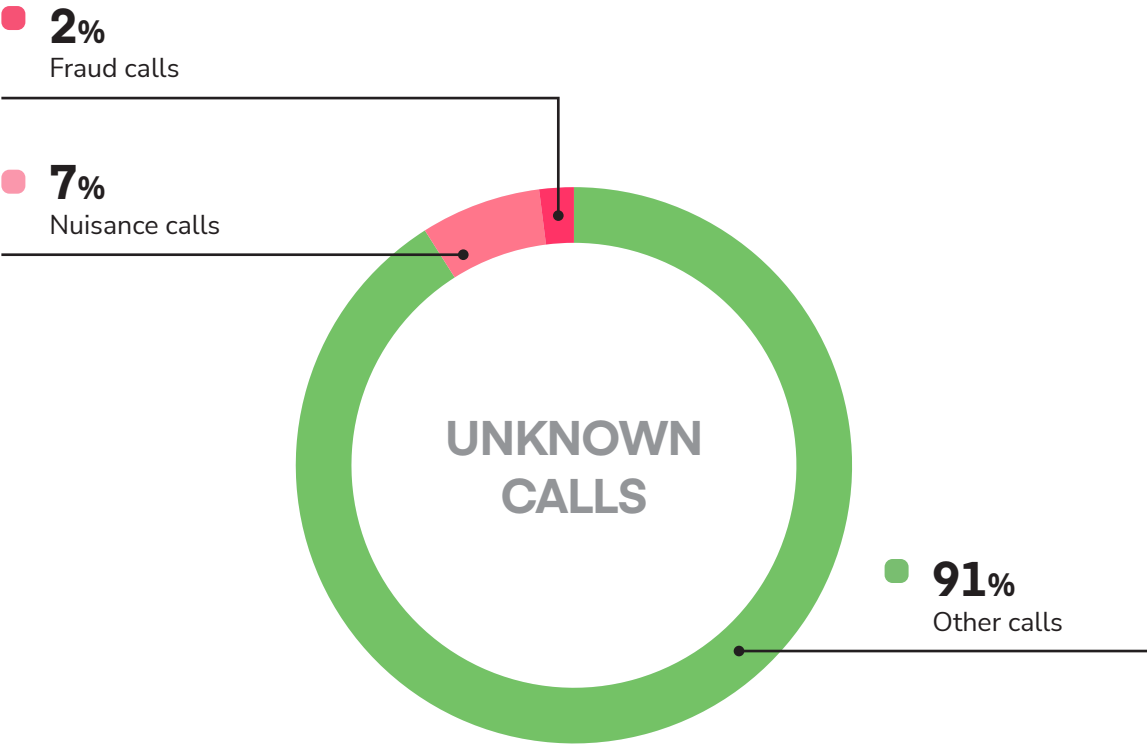 2%
Fraud calls
7%
Nuisance calls
UNKNOWN
CALLS
91%
Other calls